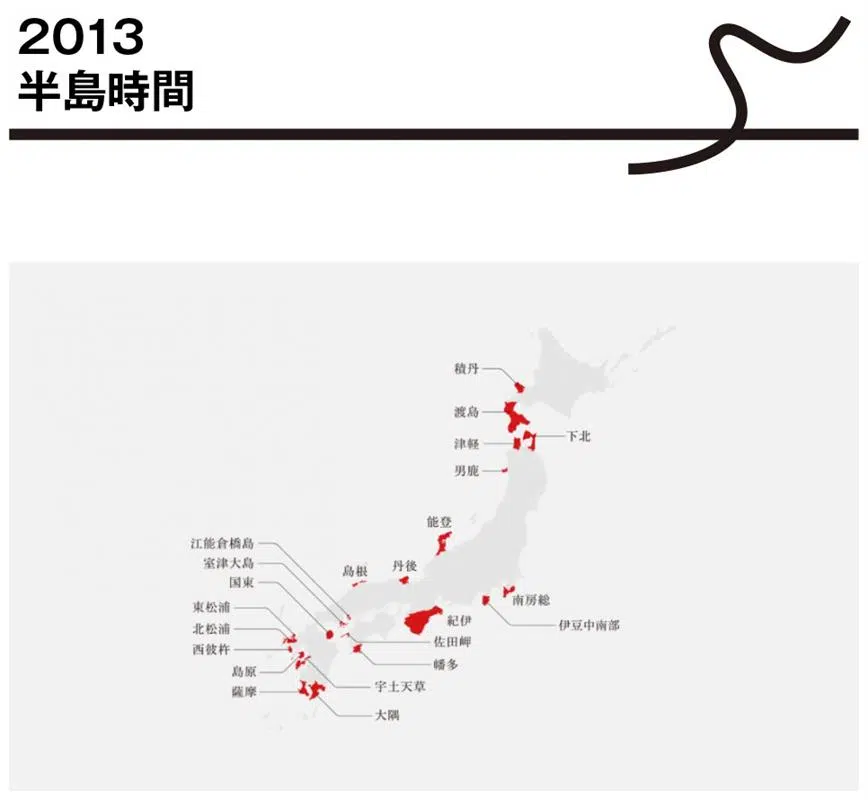 2013
半島時間
積丹
渡島
下北
津軽
男鹿
能登
江能倉橋島
室津大島
島根
丹後
国東
南房総
東松浦
紀伊
伊豆中南部
北松浦
佐田岬
西彼杵
幡多
島原
宇土天草
薩摩
大隅